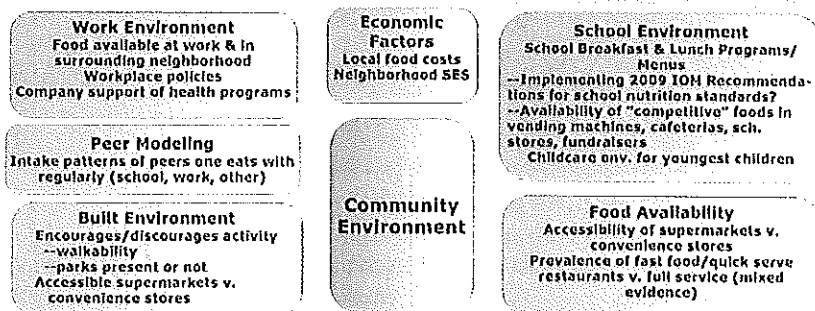 Work Environment
Food available at work & in
surrounding neighborhood
Workplace policies
Company support of health programs
Peer Modeling
Intake patterns of peers one eats with
regularly (school, work, other)
Built Environment
Encourages/discourages activity
--walkability
--parks present or not
Accessible supermarkets v.
convenience stores
Economic
Factors
Local food costs
Neighborhood SES
Community
Environment
School Environment
School Breakfast & Lunch Programs/
Menus
--Implementing 2009 IOM Recommenda-
tions for school nutrition standards?
--Availability of "competitive" foods in
vending machines, cafeterias, sch.
stores, fundraisers
Childcare env. for youngest children
Food Availability
Accessibility of supermarkets v.
convenience stores
Prevalence of fast food/quick serve
restaurants v. full service (mixed
evidence)